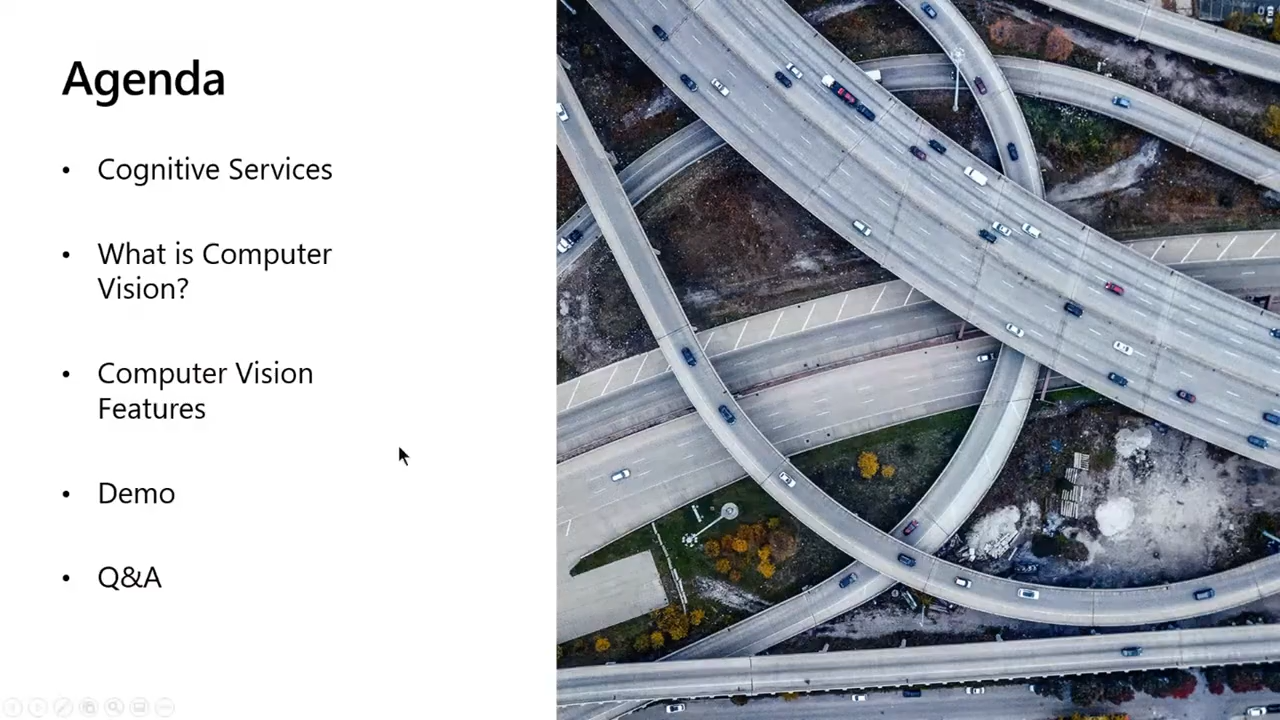 Agenda
• Cognitive Services
• What is Computer
Vision?
• Computer Vision
Features
• Demo
• Q&A